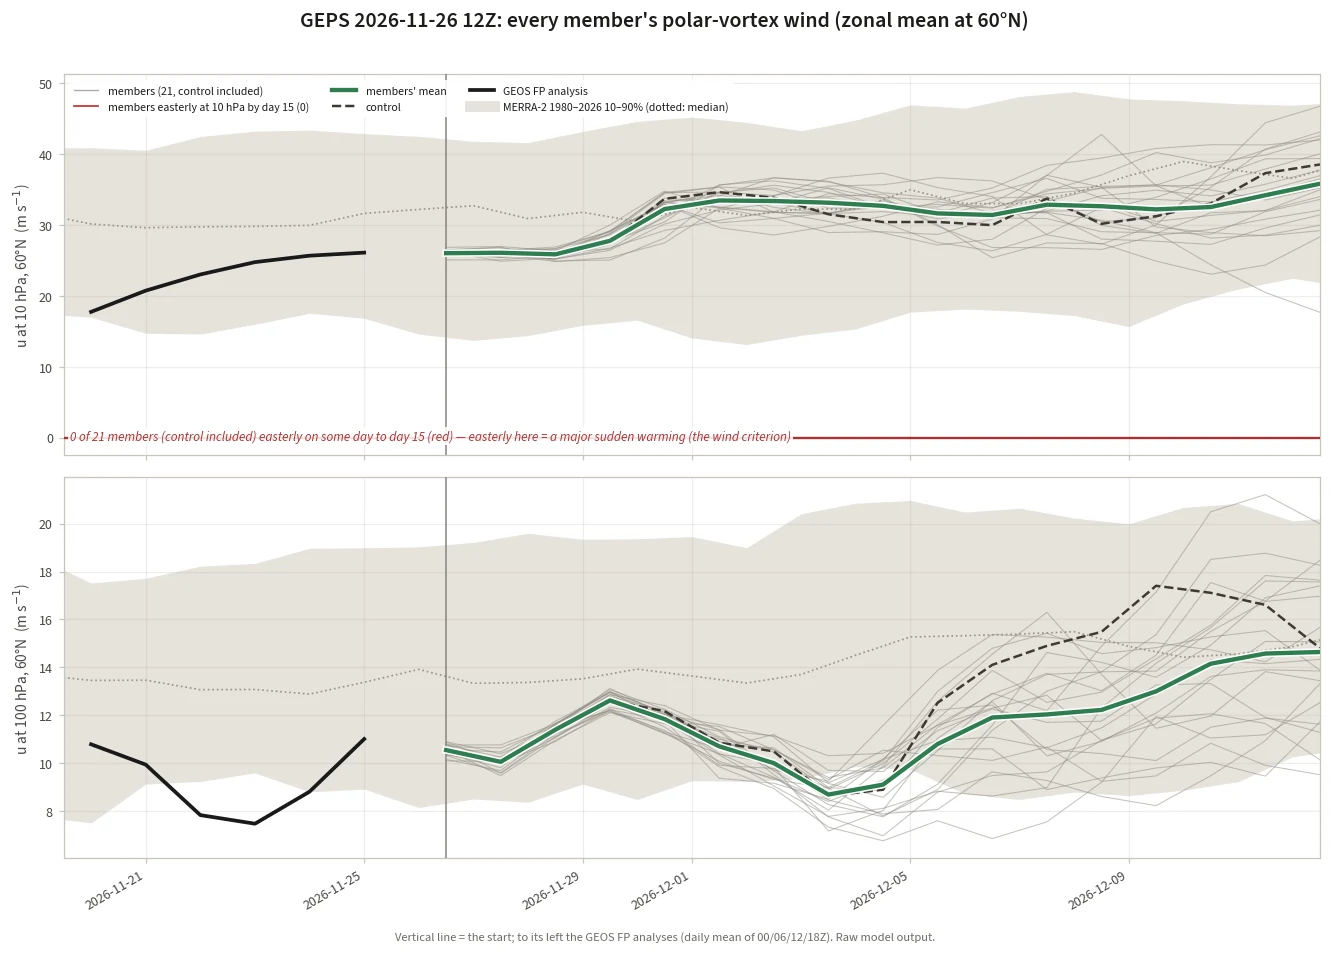 GEPS 2026-11-26 12Z: every member's polar-vortex wind (zonal mean at 60°N)
members (21, control included)
members easterly at 10 hPa by day 15 (0)
members' mean
control
GEOS FP analysis
MERRA-2 1980–2026 10–90% (dotted: median)
u at 10 hPa, 60°N (m s⁻¹)
50
40
30
20
10
0
0 of 21 members (control included) easterly on some day to day 15 (red) — easterly here = a major sudden warming (the wind criterion)
u at 100 hPa, 60°N (m s⁻¹)
20
18
16
14
12
10
8
2026-11-21
2026-11-25
2026-11-29
2026-12-01
2026-12-05
2026-12-09
Vertical line = the start; to its left the GEOS FP analyses (daily mean of 00/06/12/18Z). Raw model output.